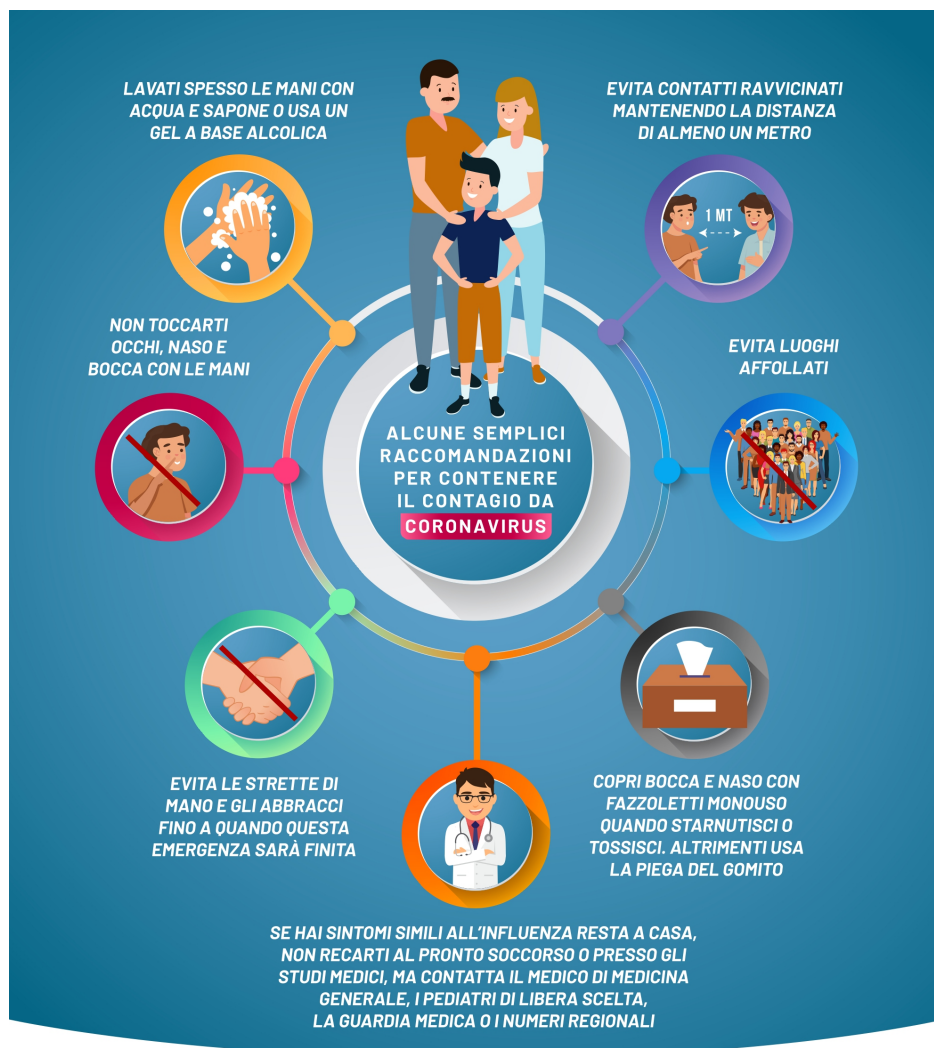 LAVATI SPESSO LE MANI CON
ACQUA E SAPONE O USA UN
GEL A BASE ALCOLICA
EVITA CONTATTI RAVVICINATI
MANTENENDO LA DISTANZA
DI ALMENO UN METRO
1 MT
NON TOCCARTI
OCCHI, NASO E
BOCCA CON LE MANI
EVITA LUOGHI
AFFOLLATI
ALCUNE SEMPLICI
RACCOMANDAZIONI
PER CONTENERE
IL CONTAGIO DA
CORONAVIRUS
EVITA LE STRETTE DI
MANO E GLI ABBRACCI
FINO A QUANDO QUESTA
EMERGENZA SARÀ FINITA
COPRI BOCCA E NASO CON
FAZZOLETTI MONOUSO
QUANDO STARNUTISCI O
TOSSISCI. ALTRIMENTI USA
LA PIEGA DEL GOMITO
SE HAI SINTOMI SIMILI ALL'INFLUENZA RESTA A CASA,
NON RECARTI AL PRONTO SOCCORSO O PRESSO GLI
STUDI MEDICI, MA CONTATTA IL MEDICO DI MEDICINA
GENERALE, I PEDIATRI DI LIBERA SCELTA,
LA GUARDIA MEDICA O I NUMERI REGIONALI